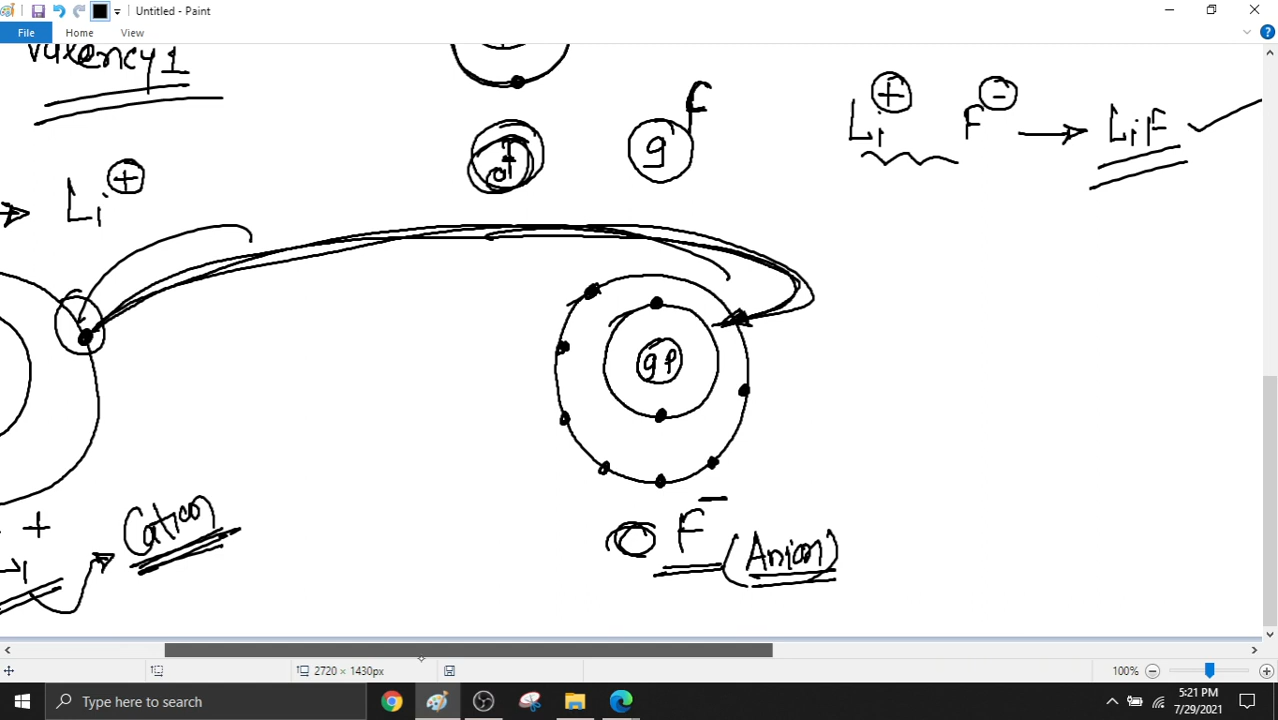 Untitled - Paint
File Home View
Valency 1
F
9
Li + F - → LiF
Li +
9P
Cation
+
F - (Anion)
2720 × 1430px
100%
Type here to search
5:21 PM
7/29/2021